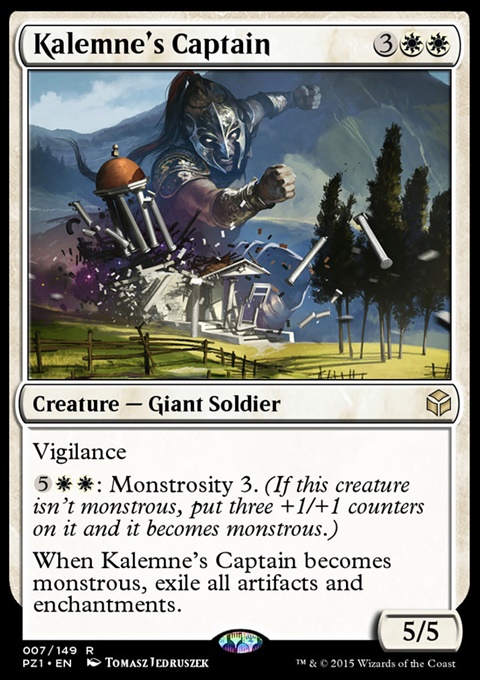 Kalemne's Captain 3
Creature — Giant Soldier
Vigilance
5 : Monstrosity 3. (If this creature
isn't monstrous, put three +1/+1 counters
on it and it becomes monstrous.)
When Kalemne's Captain becomes
monstrous, exile all artifacts and
enchantments.
5/5
007/149 R
PZ1 • EN Tomasz Jedruszek
™ & © 2015 Wizards of the Coast